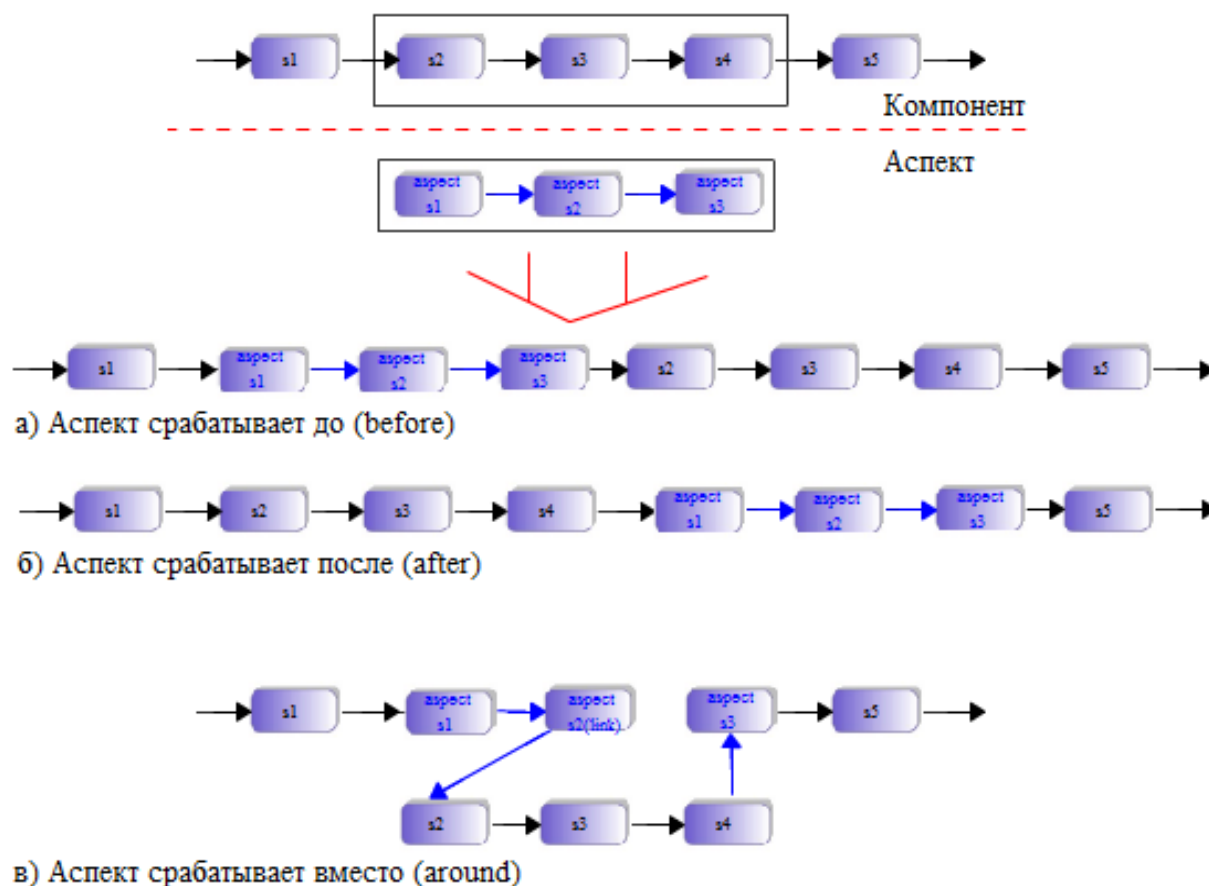 s1 s2 s3 s4 s5
Компонент
Аспект
aspect aspect aspect
s1 s2 s3
s1 aspect aspect aspect s2 s3 s4 s5
s1 s2 s3
а) Аспект срабатывает до (before)
s1 s2 s3 s4 aspect aspect aspect s5
s1 s2 s3
б) Аспект срабатывает после (after)
s1 aspect aspect aspect s5
s1 s2(link) s3
s2 s3 s4
в) Аспект срабатывает вместо (around)